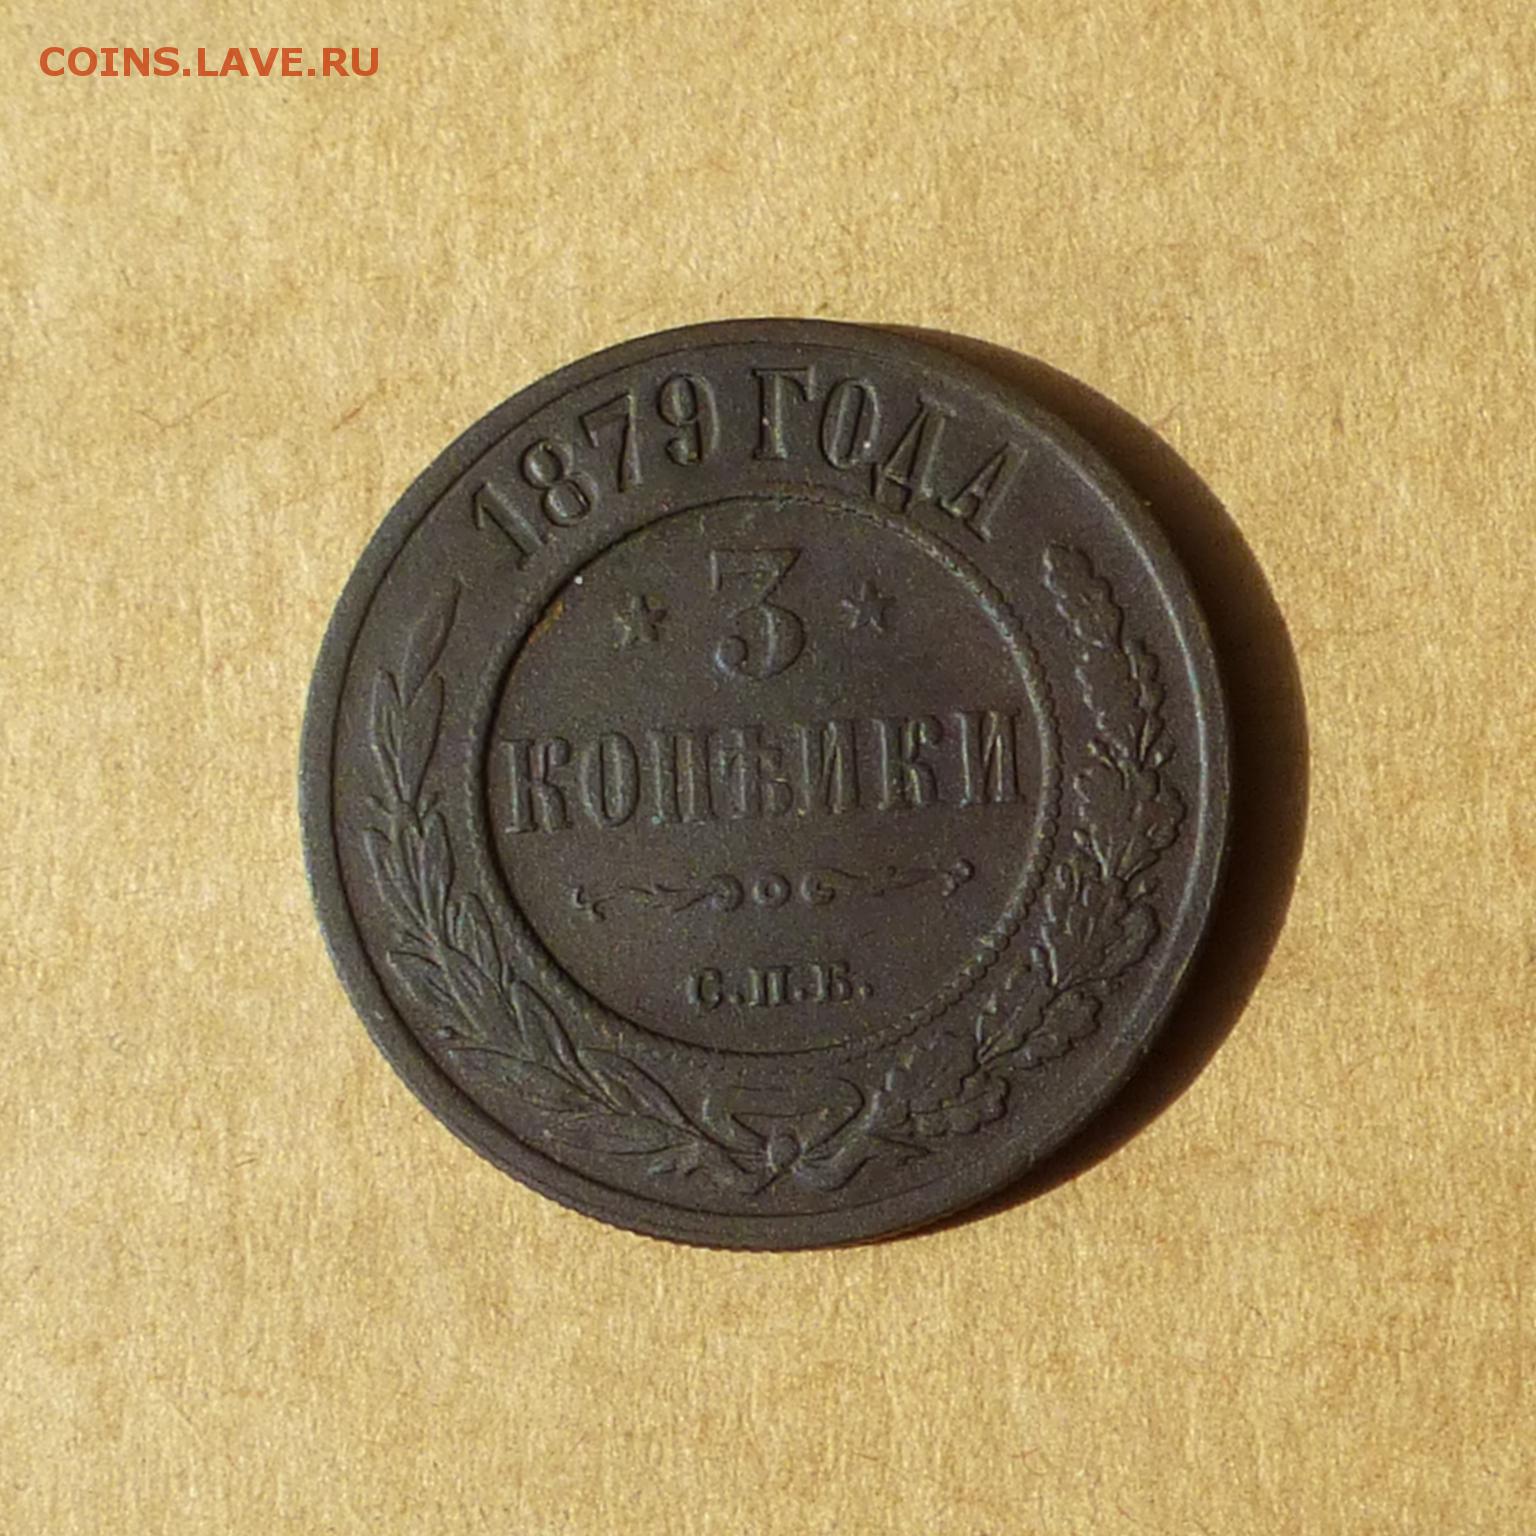 COINS.LAVE.RU
1879 ГОДА
3
КОПѢЙКИ
С.П.Б.